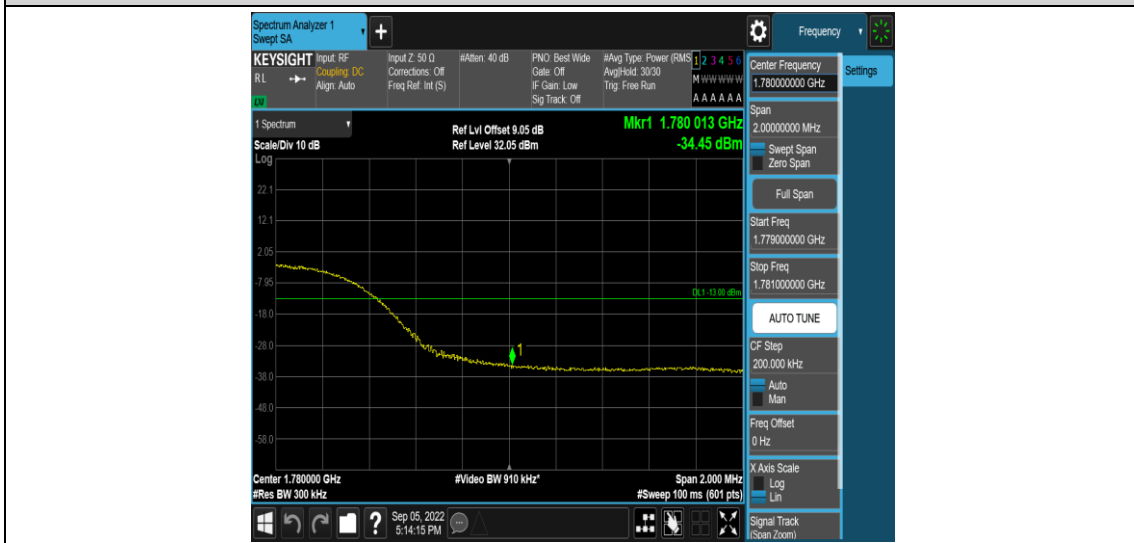 Spectrum Analyzer 1
Swept SA
+
Frequency
KEYSIGHT
RL
LXI
Input: RF
Coupling: DC
Align: Auto
Input Z: 50 Ω
Corrections: Off
Freq Ref: Int (S)
#Atten: 40 dB
PNO: Best Wide
Gate: Off
IF Gain: Low
Sig Track: Off
#Avg Type: Power (RMS
Avg|Hold: 30/30
Trig: Free Run
1 2 3 4 5 6
M W W W W W
A A A A A A
Center Frequency
1.780000000 GHz
Settings
Span
2.00000000 MHz
Swept Span
Zero Span
Full Span
Start Freq
1.779000000 GHz
Stop Freq
1.781000000 GHz
AUTO TUNE
CF Step
200.000 kHz
Auto
Man
Freq Offset
0 Hz
X Axis Scale
Log
Lin
Signal Track
(Span Zoom)
1 Spectrum
Scale/Div 10 dB
Log
Ref Lvl Offset 9.05 dB
Ref Level 32.05 dBm
Mkr1 1.780 013 GHz
-34.45 dBm
22.1
12.1
2.05
-7.95
DL1 -13.00 dBm
-18.0
-28.0
1
-38.0
-48.0
-58.0
Center 1.780000 GHz
#Res BW 300 kHz
#Video BW 910 kHz*
Span 2.000 MHz
#Sweep 100 ms (601 pts)
?
Sep 05, 2022
5:14:15 PM